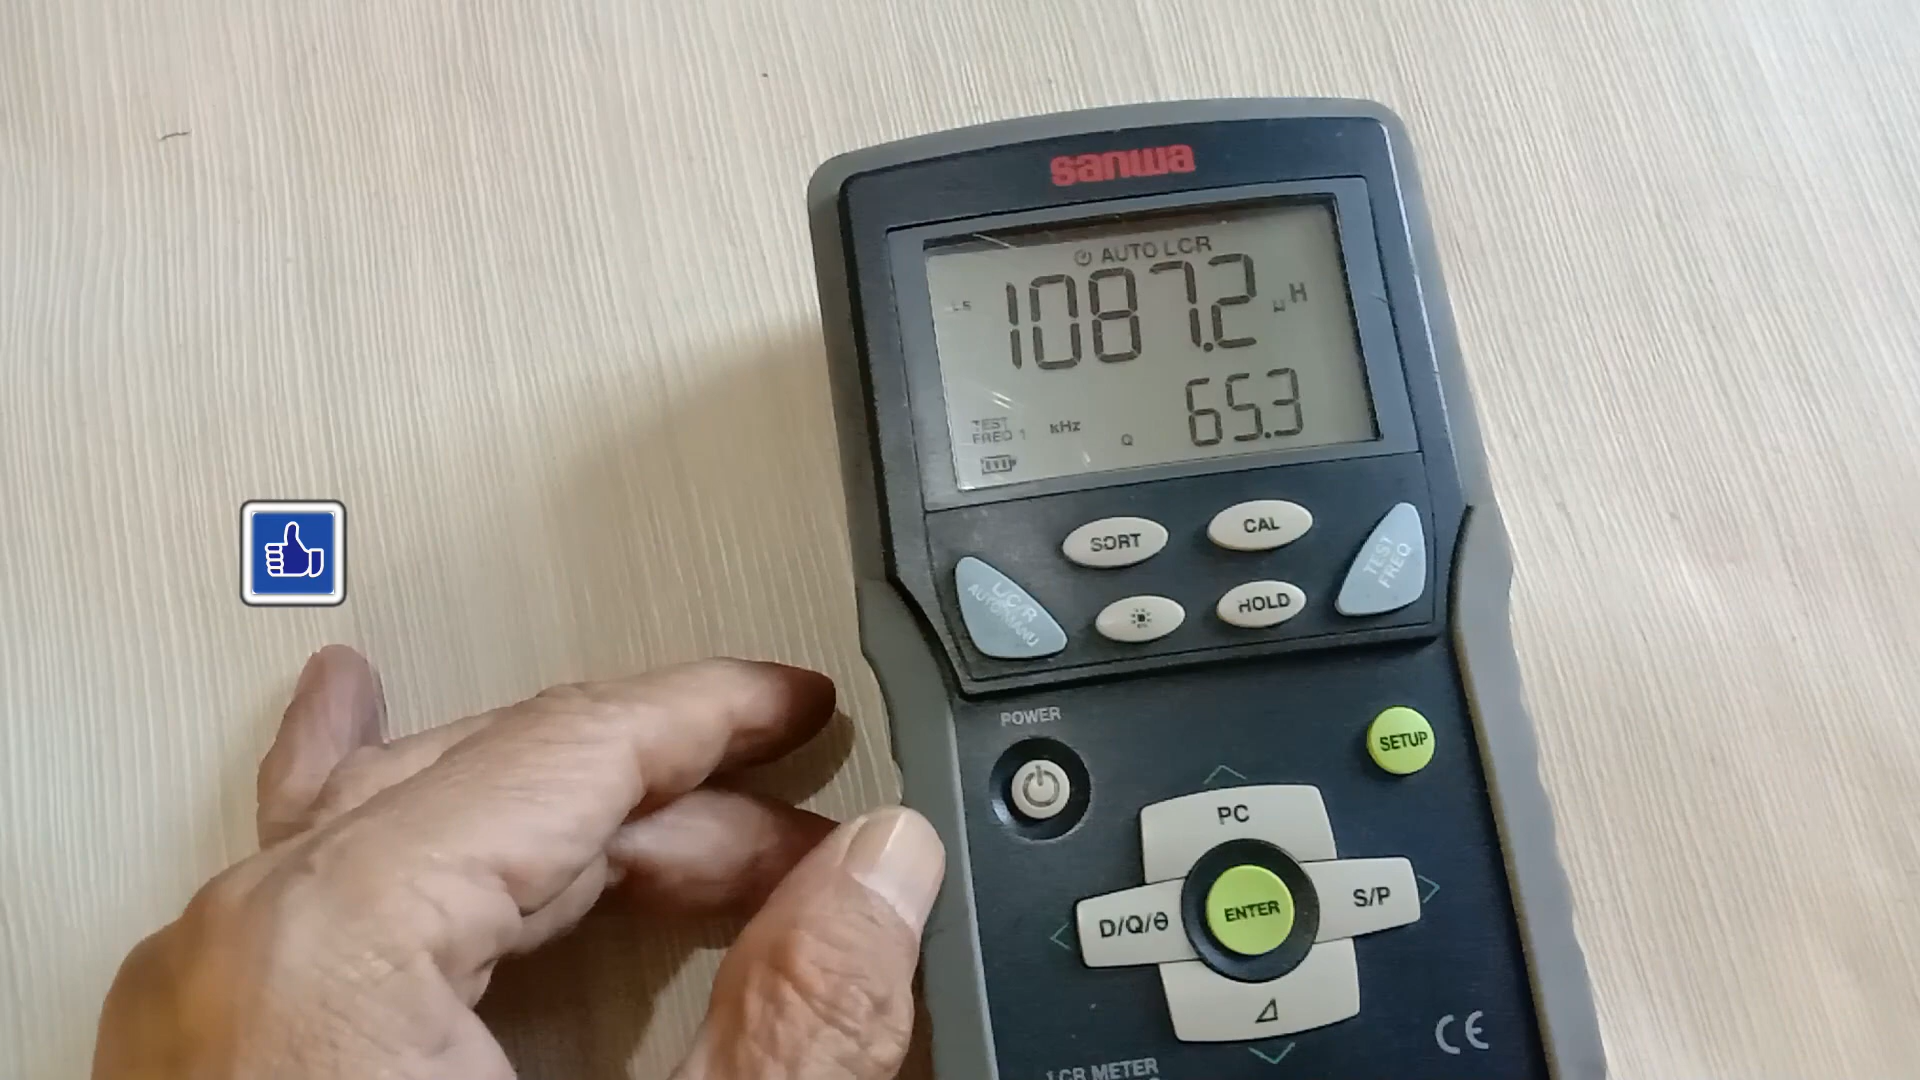 sanwa
AUTO LCR
Ls 1087.2 µH
TEST FREQ 1 kHz Q 65.3
SORT
CAL
L/C/R
AUTO/MANU
HOLD
TEST
FREQ
POWER
SETUP
PC
D/Q/θ
ENTER
S/P
CE
LCR METER